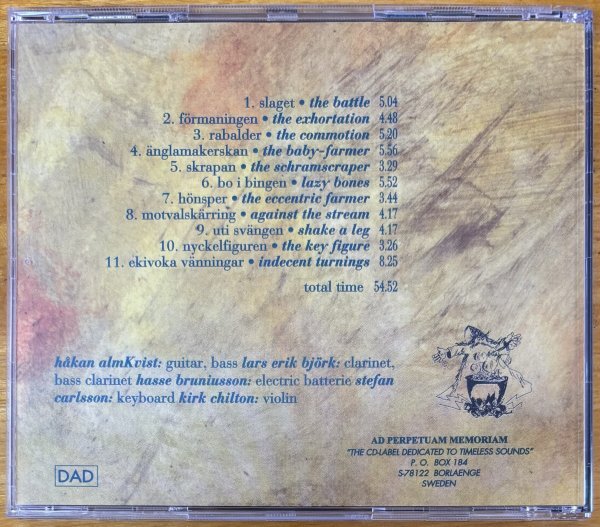 1. slaget • the battle 5.04
2. förmaningen • the exhortation 4.48
3. rabalder • the commotion 5.20
4. änglamakerskan • the baby-farmer 5.56
5. skrapan • the schramscraper 3.29
6. bo i bingen • lazy bones 5.52
7. hönsper • the eccentric farmer 3.44
8. motvalskärring • against the stream 4.17
9. uti svängen • shake a leg 4.17
10. nyckelfiguren • the key figure 3.26
11. ekivoka vänningar • indecent turnings 8.25
total time 54.52
håkan almKvist: guitar, bass lars erik björk: clarinet,
bass clarinet hasse bruniusson: electric batterie stefan
carlsson: keyboard kirk chilton: violin
AD PERPETUAM MEMORIAM
"THE CD-LABEL DEDICATED TO TIMELESS SOUNDS"
P. O. BOX 184
S-78122 BORLAENGE
SWEDEN
DAD